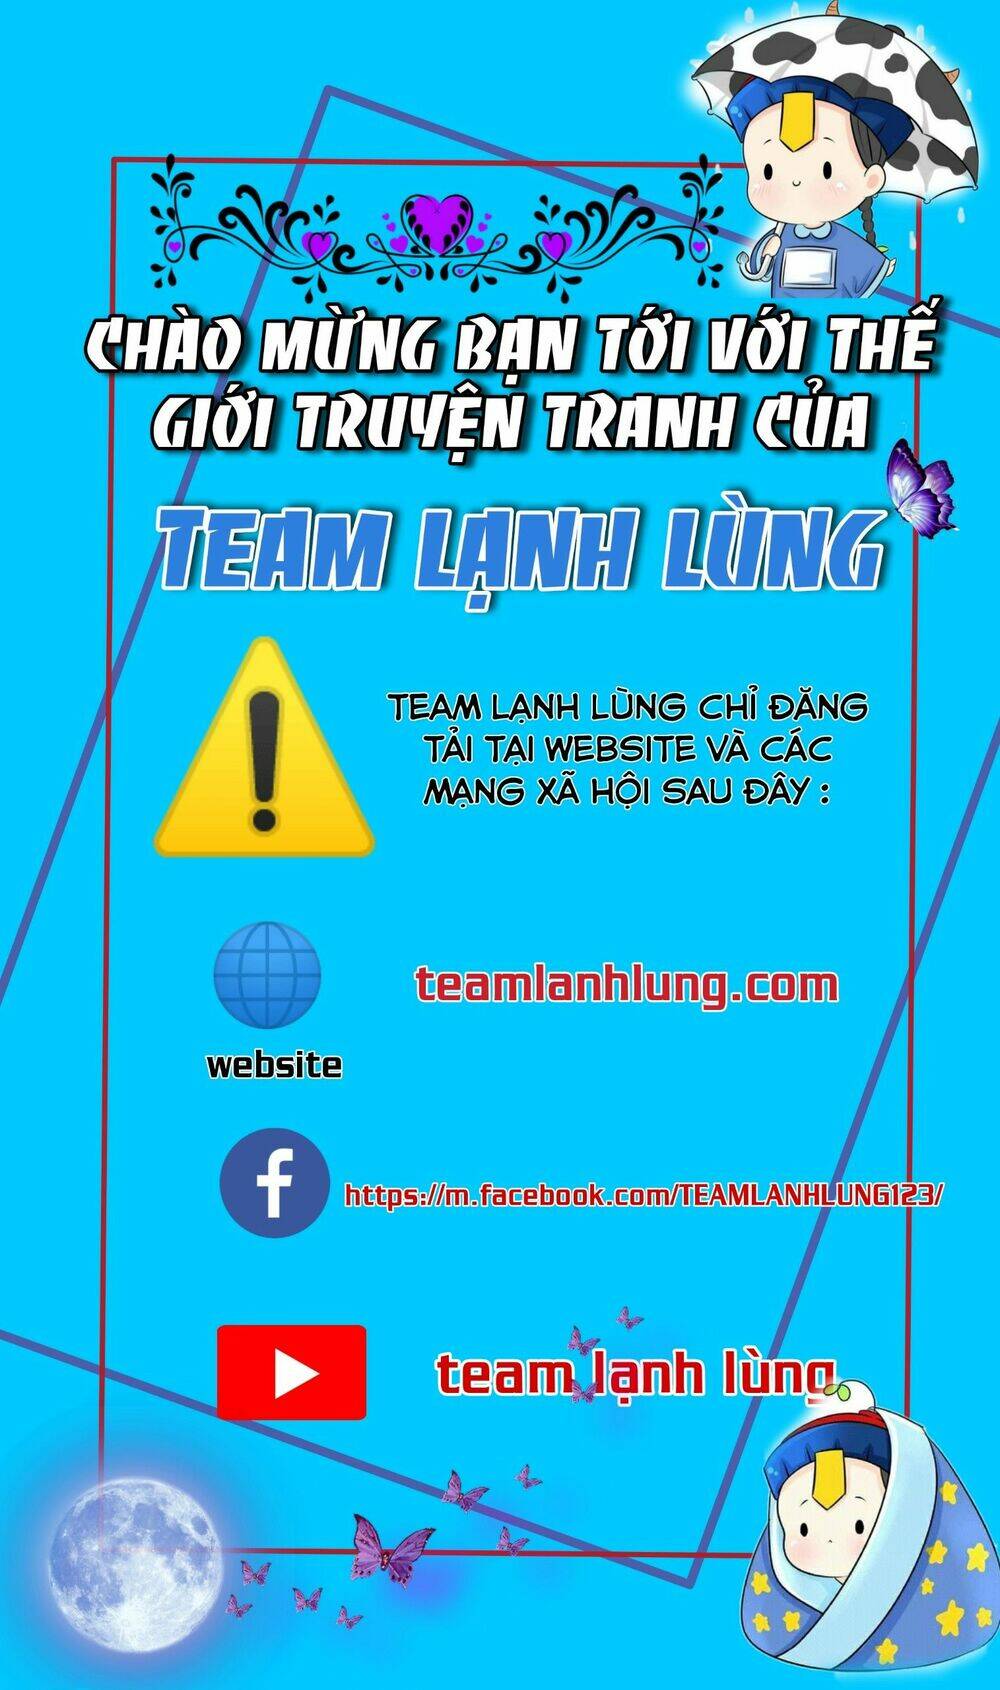 CHÀO MỪNG BẠN TỚI VỚI THẾ
GIỚI TRUYỆN TRANH CỦA
TEAM LẠNH LÙNG
TEAM LẠNH LÙNG CHỈ ĐĂNG
TẢI TẠI WEBSITE VÀ CÁC
MẠNG XÃ HỘI SAU ĐÂY :
teamlanhlung.com
website
f
https://m.facebook.com/TEAMLANHLUNG123/
team lạnh lùng